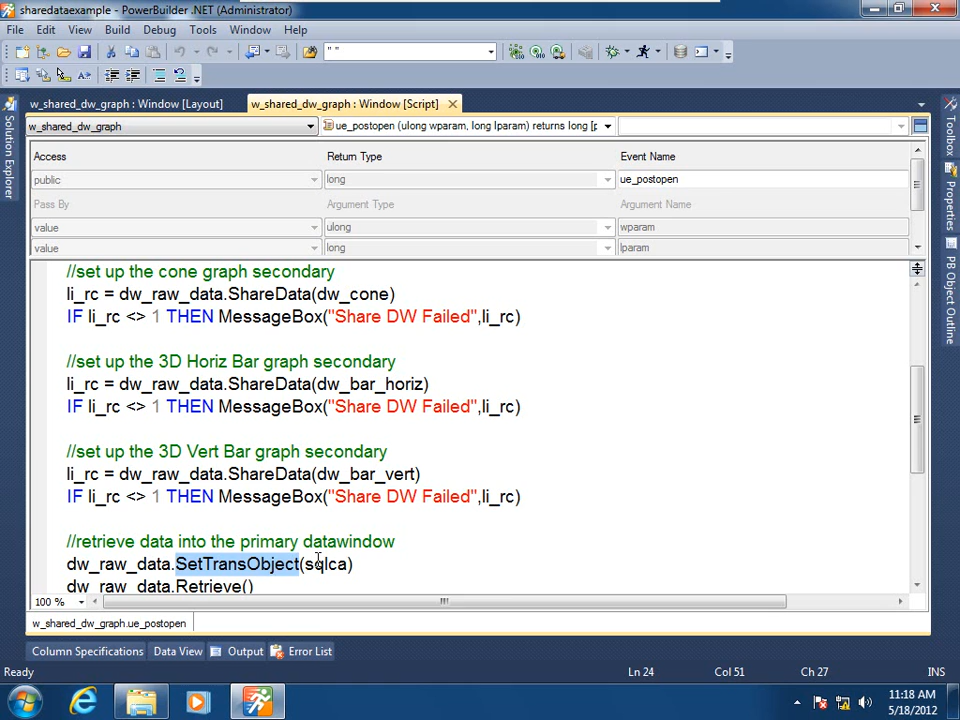 sharedataexample - PowerBuilder .NET (Administrator)
File Edit View Build Debug Tools Window Help
" "
w_shared_dw_graph : Window [Layout] w_shared_dw_graph : Window [Script]
w_shared_dw_graph ue_postopen (ulong wparam, long lparam) returns long [p
Access Return Type Event Name
public long ue_postopen
Pass By Argument Type Argument Name
value ulong wparam
value long lparam
//set up the cone graph secondary
li_rc = dw_raw_data.ShareData(dw_cone)
IF li_rc <> 1 THEN MessageBox("Share DW Failed",li_rc)
//set up the 3D Horiz Bar graph secondary
li_rc = dw_raw_data.ShareData(dw_bar_horiz)
IF li_rc <> 1 THEN MessageBox("Share DW Failed",li_rc)
//set up the 3D Vert Bar graph secondary
li_rc = dw_raw_data.ShareData(dw_bar_vert)
IF li_rc <> 1 THEN MessageBox("Share DW Failed",li_rc)
//retrieve data into the primary datawindow
dw_raw_data.SetTransObject(sqlca)
dw_raw_data.Retrieve()
100 %
w_shared_dw_graph.ue_postopen
Column Specifications Data View Output Error List
Ready Ln 24 Col 51 Ch 27 INS
11:18 AM
5/18/2012
Solution Explorer
Toolbox
Properties
PB Object Outline